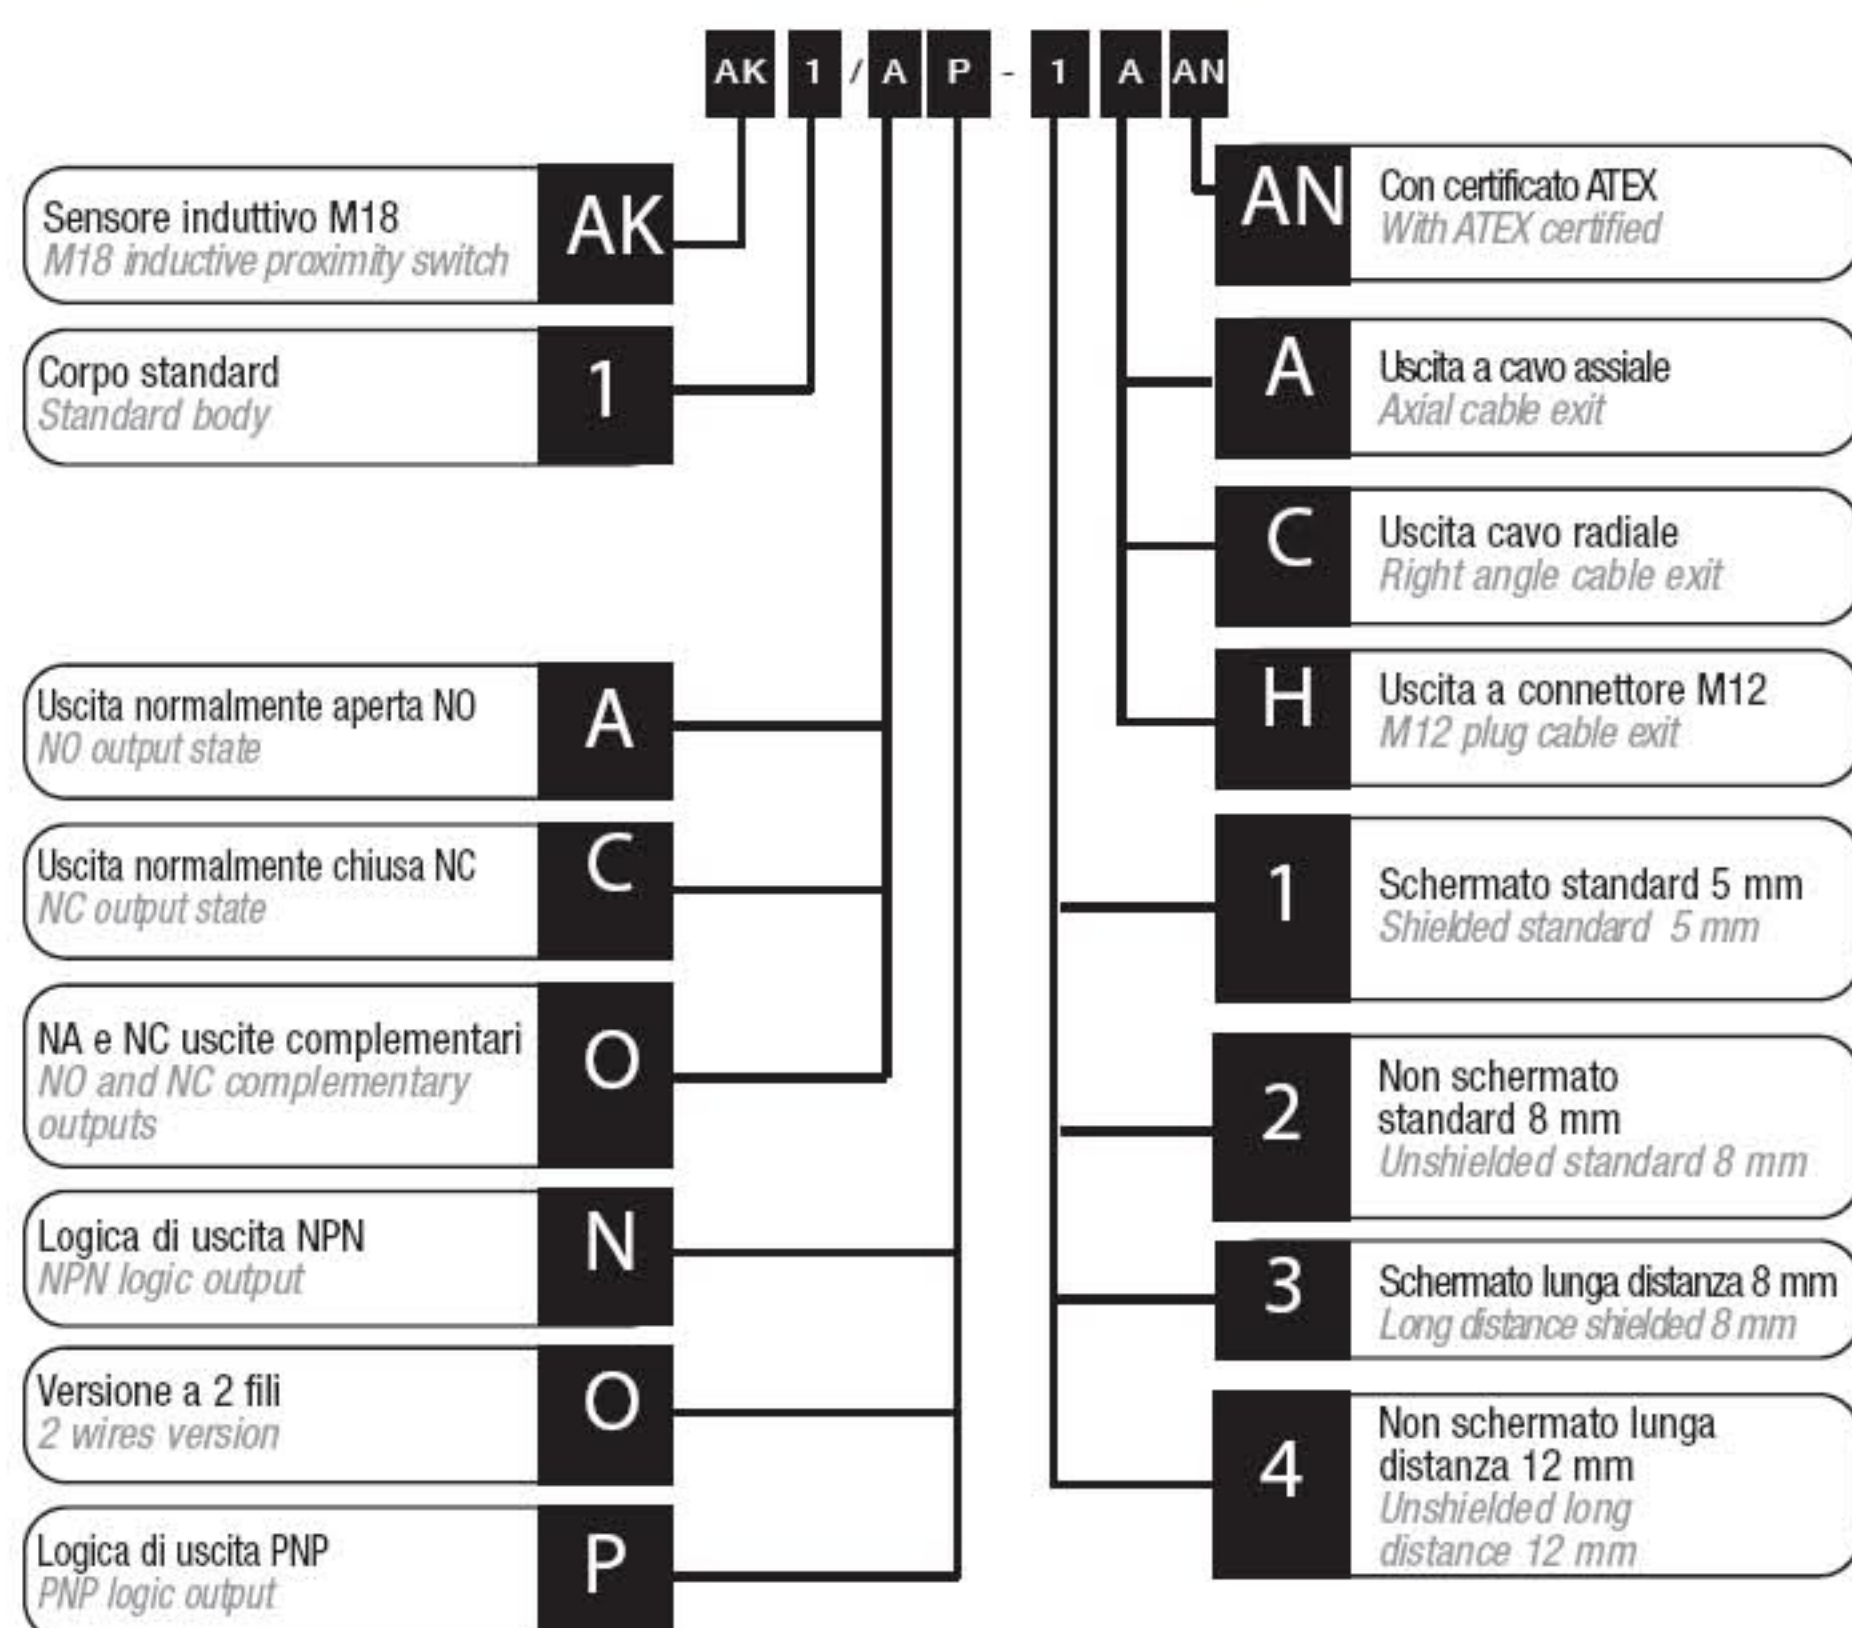 AK 1 / A P - 1 A AN
Sensore induttivo M18
M18 inductive proximity switch
AK
Corpo standard
Standard body
1
Uscita normalmente aperta NO
NO output state
A
Uscita normalmente chiusa NC
NC output state
C
NA e NC uscite complementari
NO and NC complementary
outputs
O
Logica di uscita NPN
NPN logic output
N
Versione a 2 fili
2 wires version
O
Logica di uscita PNP
PNP logic output
P
AN
Con certificato ATEX
With ATEX certified
A
Uscita a cavo assiale
Axial cable exit
C
Uscita cavo radiale
Right angle cable exit
H
Uscita a connettore M12
M12 plug cable exit
1
Schermato standard 5 mm
Shielded standard 5 mm
2
Non schermato
standard 8 mm
Unshielded standard 8 mm
3
Schermato lunga distanza 8 mm
Long distance shielded 8 mm
4
Non schermato lunga
distanza 12 mm
Unshielded long
distance 12 mm